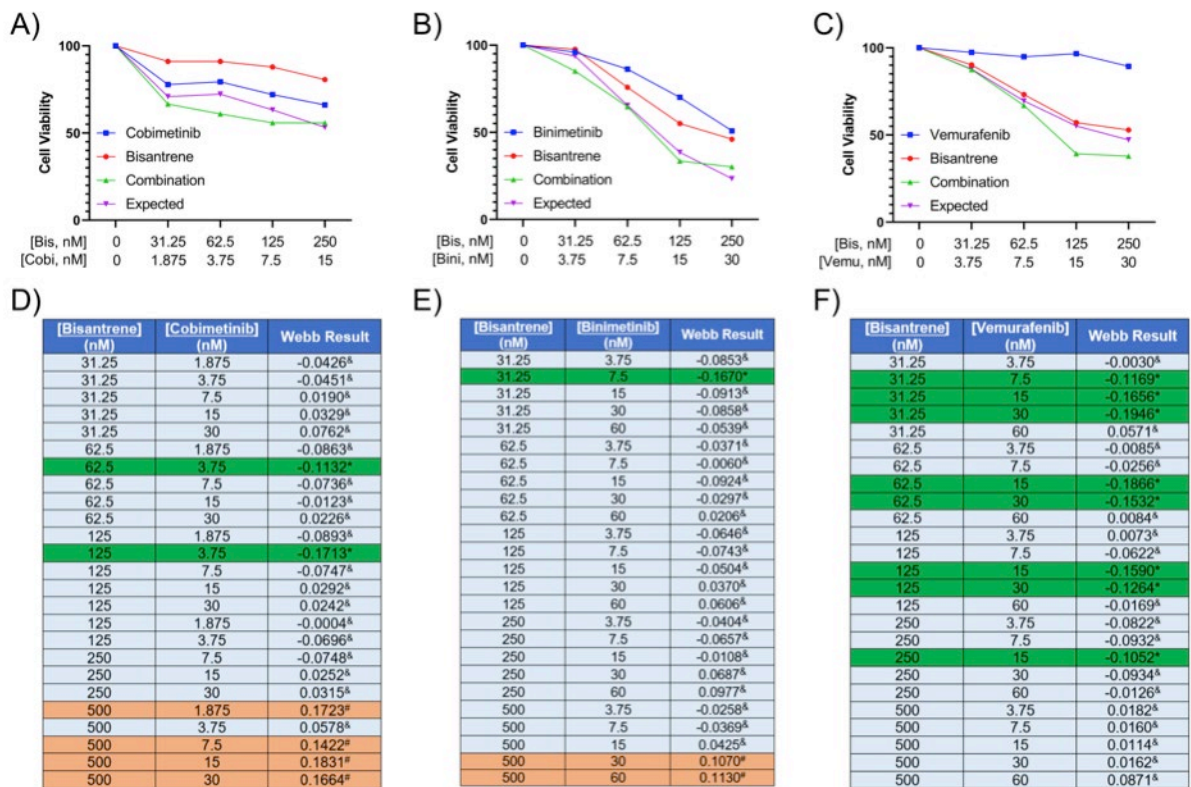 A)
100
50
0
Cell Viability
Cobimetinib
Bisantrene
Combination
Expected
[Bis, nM] 0 31.25 62.5 125 250
[Cobi, nM] 0 1.875 3.75 7.5 15
B)
100
50
0
Cell Viability
Binimetinib
Bisantrene
Combination
Expected
[Bis, nM] 0 31.25 62.5 125 250
[Bini, nM] 0 3.75 7.5 15 30
C)
100
50
0
Cell Viability
Vemurafenib
Bisantrene
Combination
Expected
[Bis, nM] 0 31.25 62.5 125 250
[Vemu, nM] 0 3.75 7.5 15 30
D)
[Bisantrene] (nM) [Cobimetinib] (nM) Webb Result
31.25 1.875 -0.0426&
31.25 3.75 -0.0451&
31.25 7.5 0.0190&
31.25 15 0.0329&
31.25 30 0.0762&
62.5 1.875 -0.0863&
62.5 3.75 -0.1132*
62.5 7.5 -0.0736&
62.5 15 -0.0123&
62.5 30 0.0226&
125 1.875 -0.0893&
125 3.75 -0.1713*
125 7.5 -0.0747&
125 15 0.0292&
125 30 0.0242&
125 1.875 -0.0004&
125 3.75 -0.0696&
250 7.5 -0.0748&
250 15 0.0252&
250 30 0.0315&
500 1.875 0.1723#
500 3.75 0.0578&
500 7.5 0.1422#
500 15 0.1831#
500 30 0.1664#
E)
[Bisantrene] (nM) [Binimetinib] (nM) Webb Result
31.25 3.75 -0.0853&
31.25 7.5 -0.1670*
31.25 15 -0.0913&
31.25 30 -0.0858&
31.25 60 -0.0539&
62.5 3.75 -0.0371&
62.5 7.5 -0.0060&
62.5 15 -0.0924&
62.5 30 -0.0297&
62.5 60 0.0206&
125 3.75 -0.0646&
125 7.5 -0.0743&
125 15 -0.0504&
125 30 0.0370&
125 60 0.0606&
250 3.75 -0.0404&
250 7.5 -0.0657&
250 15 -0.0108&
250 30 0.0687&
250 60 0.0977&
500 3.75 -0.0258&
500 7.5 -0.0369&
500 15 0.0425&
500 30 0.1070#
500 60 0.1130#
F)
[Bisantrene] (nM) [Vemurafenib] (nM) Webb Result
31.25 3.75 -0.0030&
31.25 7.5 -0.1169*
31.25 15 -0.1656*
31.25 30 -0.1946*
31.25 60 0.0571&
62.5 3.75 -0.0085&
62.5 7.5 -0.0256&
62.5 15 -0.1866*
62.5 30 -0.1532*
62.5 60 0.0084&
125 3.75 0.0073&
125 7.5 -0.0622&
125 15 -0.1590*
125 30 -0.1264*
125 60 -0.0169&
250 3.75 -0.0822&
250 7.5 -0.0932&
250 15 -0.1052*
250 30 -0.0934&
250 60 -0.0126&
500 3.75 0.0182&
500 7.5 0.0160&
500 15 0.0114&
500 30 0.0162&
500 60 0.0871&